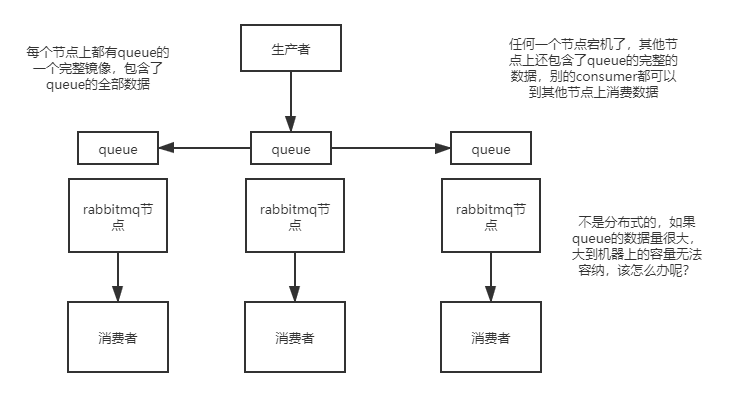 每个节点上都有queue的
一个完整镜像，包含了
queue的全部数据
生产者
任何一个节点宕机了，其他节
点上还包含了queue的完整的
数据，别的consumer都可以
到其他节点上消费数据
queue
queue
queue
rabbitmq节
点
rabbitmq节
点
rabbitmq节
点
不是分布式的，如果
queue的数据量很大，
大到机器上的容量无法
容纳，该怎么办呢？
消费者
消费者
消费者